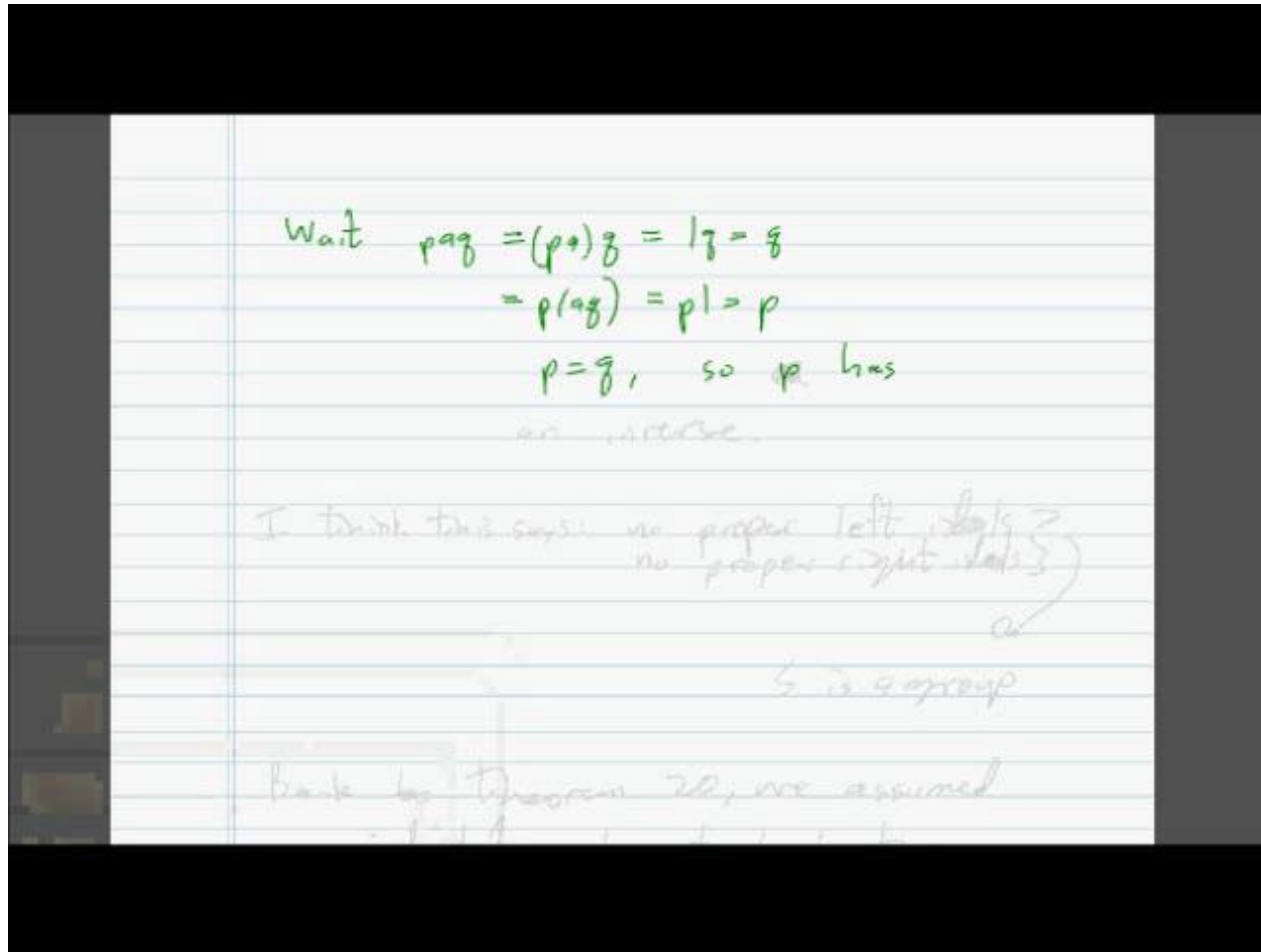 Wait paq = (pa)q = 1q = q
= p(aq) = p1 = p
p = q, so p has
an inverse.
I think this says: no proper left ideals
no proper right ideals
S is a group
Back to Theorem 20, we assumed